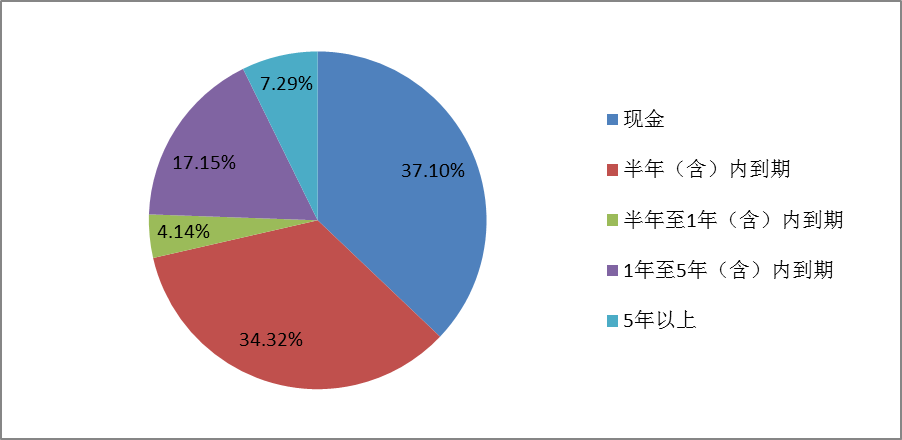 7.29%
37.10%
17.15%
4.14%
34.32%
现金
半年（含）内到期
半年至1年（含）内到期
1年至5年（含）内到期
5年以上